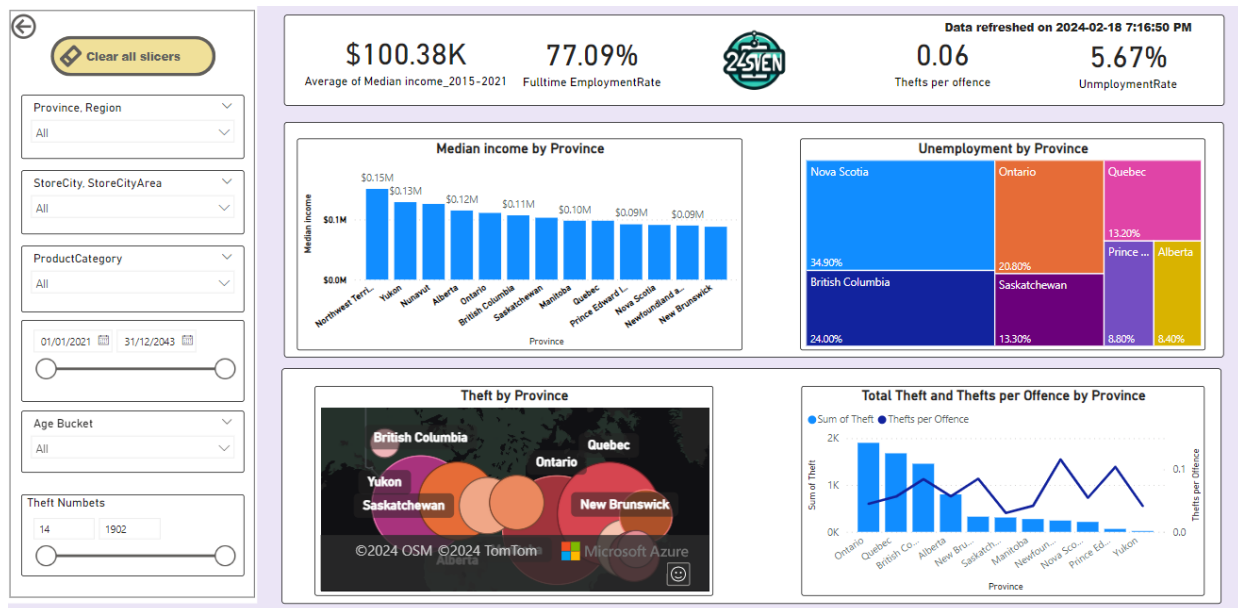 Clear all slicers
Province, Region
All
StoreCity, StoreCityArea
All
ProductCategory
All
01/01/2021 31/12/2043
Age Bucket
All
Theft Numbets
14 1902
Data refreshed on 2024-02-18 7:16:50 PM
$100.38K
Average of Median income_2015-2021
77.09%
Fulltime EmploymentRate
24SVEN
0.06
Thefts per offence
5.67%
UnmploymentRate
Median income by Province
Median income
$0.15M
$0.13M
$0.12M
$0.11M
$0.10M
$0.09M
$0.09M
$0.1M
$0.0M
Northwest Terri...
Yukon
Nunavut
Alberta
Ontario
British Columbia
Saskatchewan
Manitoba
Quebec
Prince Edward I...
Nova Scotia
Newfoundland a...
New Brunswick
Province
Unemployment by Province
Nova Scotia
34.90%
British Columbia
24.00%
Ontario
20.80%
Saskatchewan
13.30%
Quebec
13.20%
Prince ...
8.80%
Alberta
8.40%
Theft by Province
British Columbia
Quebec
Ontario
Yukon
Saskatchewan
New Brunswick
©2024 OSM ©2024 TomTom
Microsoft Azure
Alberta
Total Theft and Thefts per Offence by Province
Sum of Theft Thefts per Offence
Sum of Theft
2K
1K
0K
0.1
0.0
Thefts per Offence
Ontario
Quebec
British Co...
Alberta
New Bru...
Saskatch...
Manitoba
Newfoun...
Nova Sco...
Prince Ed...
Yukon
Province